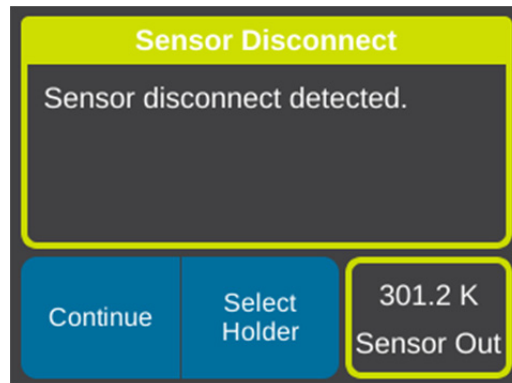 Sensor Disconnect
Sensor disconnect detected.
Continue
Select
Holder
301.2 K
Sensor Out